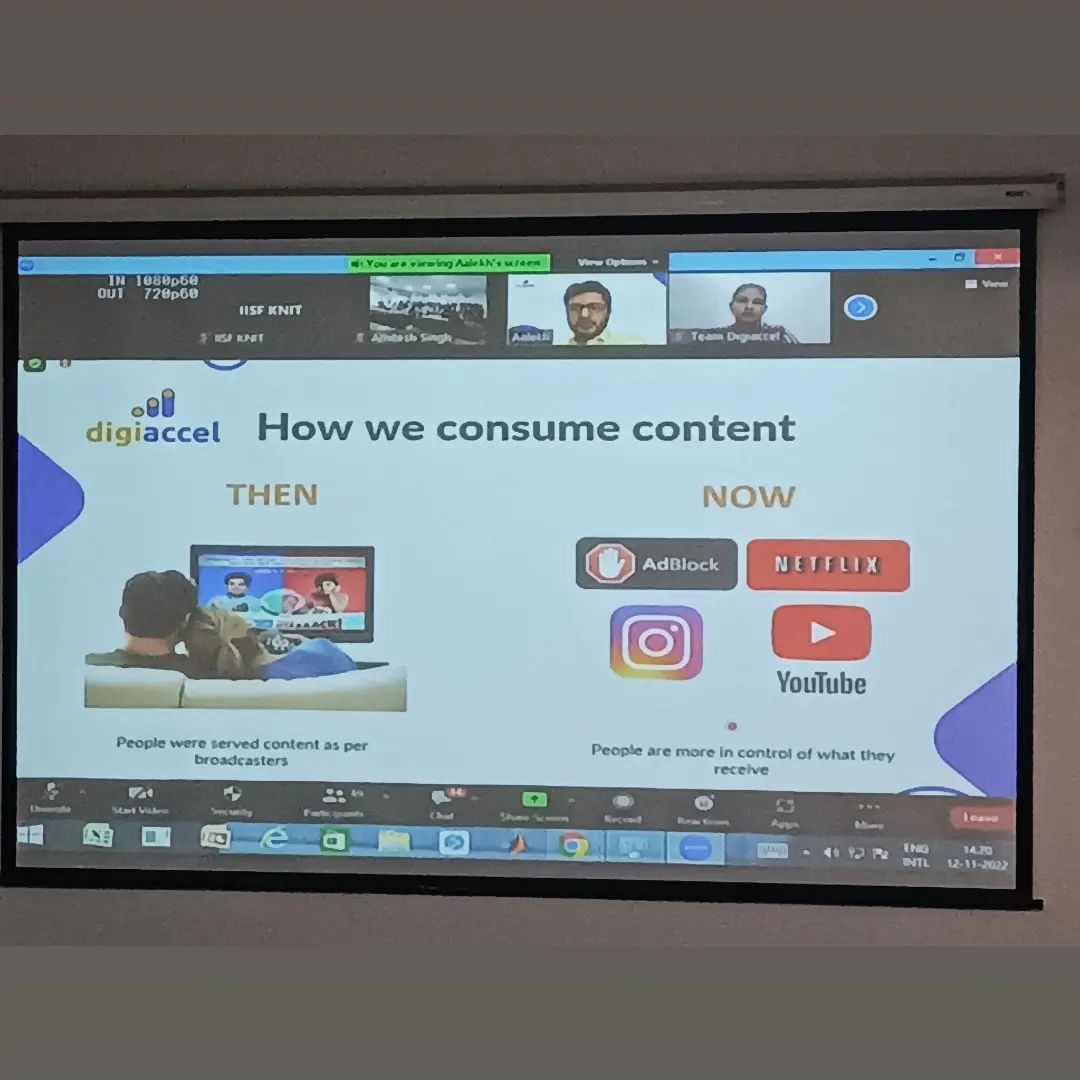 You are viewing Aalekh's screen
View Options
IN 1080p60
OUT 720p60
IISF KNIT
IISF KNIT
Singh
Aalekh
Team Digiaccel
View
digiaccel
How we consume content
THEN
NOW
AdBlock
NETFLIX
YouTube
People were served content as per
broadcasters
People are more in control of what they
receive
Unmute
Start Video
Security
Participants
49
Chat
Share Screen
Record
Reactions
Apps
More
Leave
ENG
INTL
14:20
12-11-2022